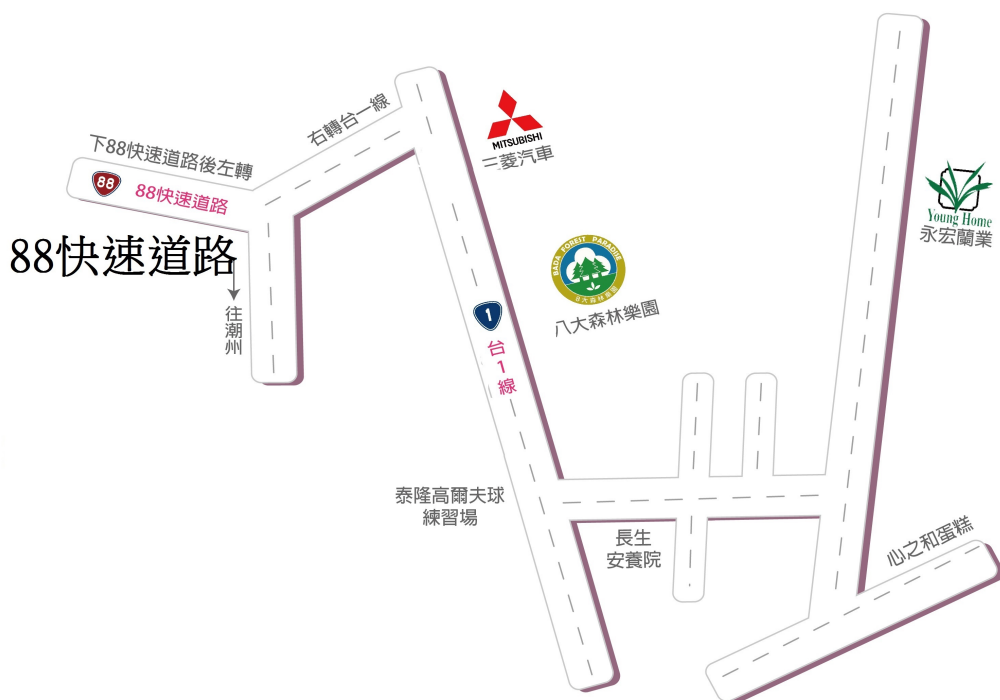 右轉台一線
下88快速道路後左轉
88
88快速道路
88快速道路
往潮州
MITSUBISHI
三菱汽車
Young Home
永宏蘭業
BADA FOREIT PARADIJE
8大森林樂園
八大森林樂園
1
台1線
泰隆高爾夫球
練習場
長生
安養院
心之和蛋糕